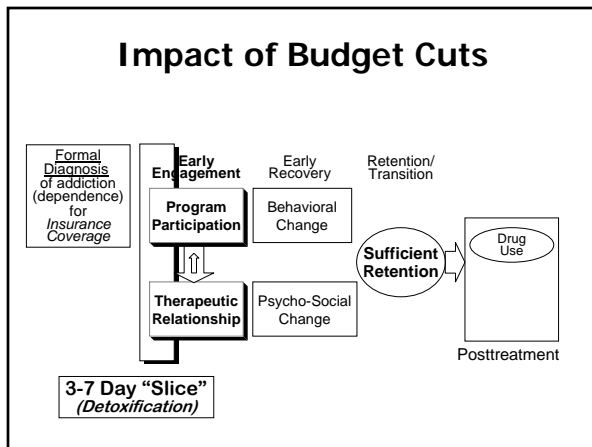 Impact of Budget Cuts
Formal
Diagnosis
of addiction
(dependence)
for
Insurance
Coverage
Early
Engagement
Program
Participation
Therapeutic
Relationship
Early
Recovery
Behavioral
Change
Psycho-Social
Change
Retention/
Transition
Sufficient
Retention
Drug
Use
Posttreatment
3-7 Day “Slice”
(Detoxification)